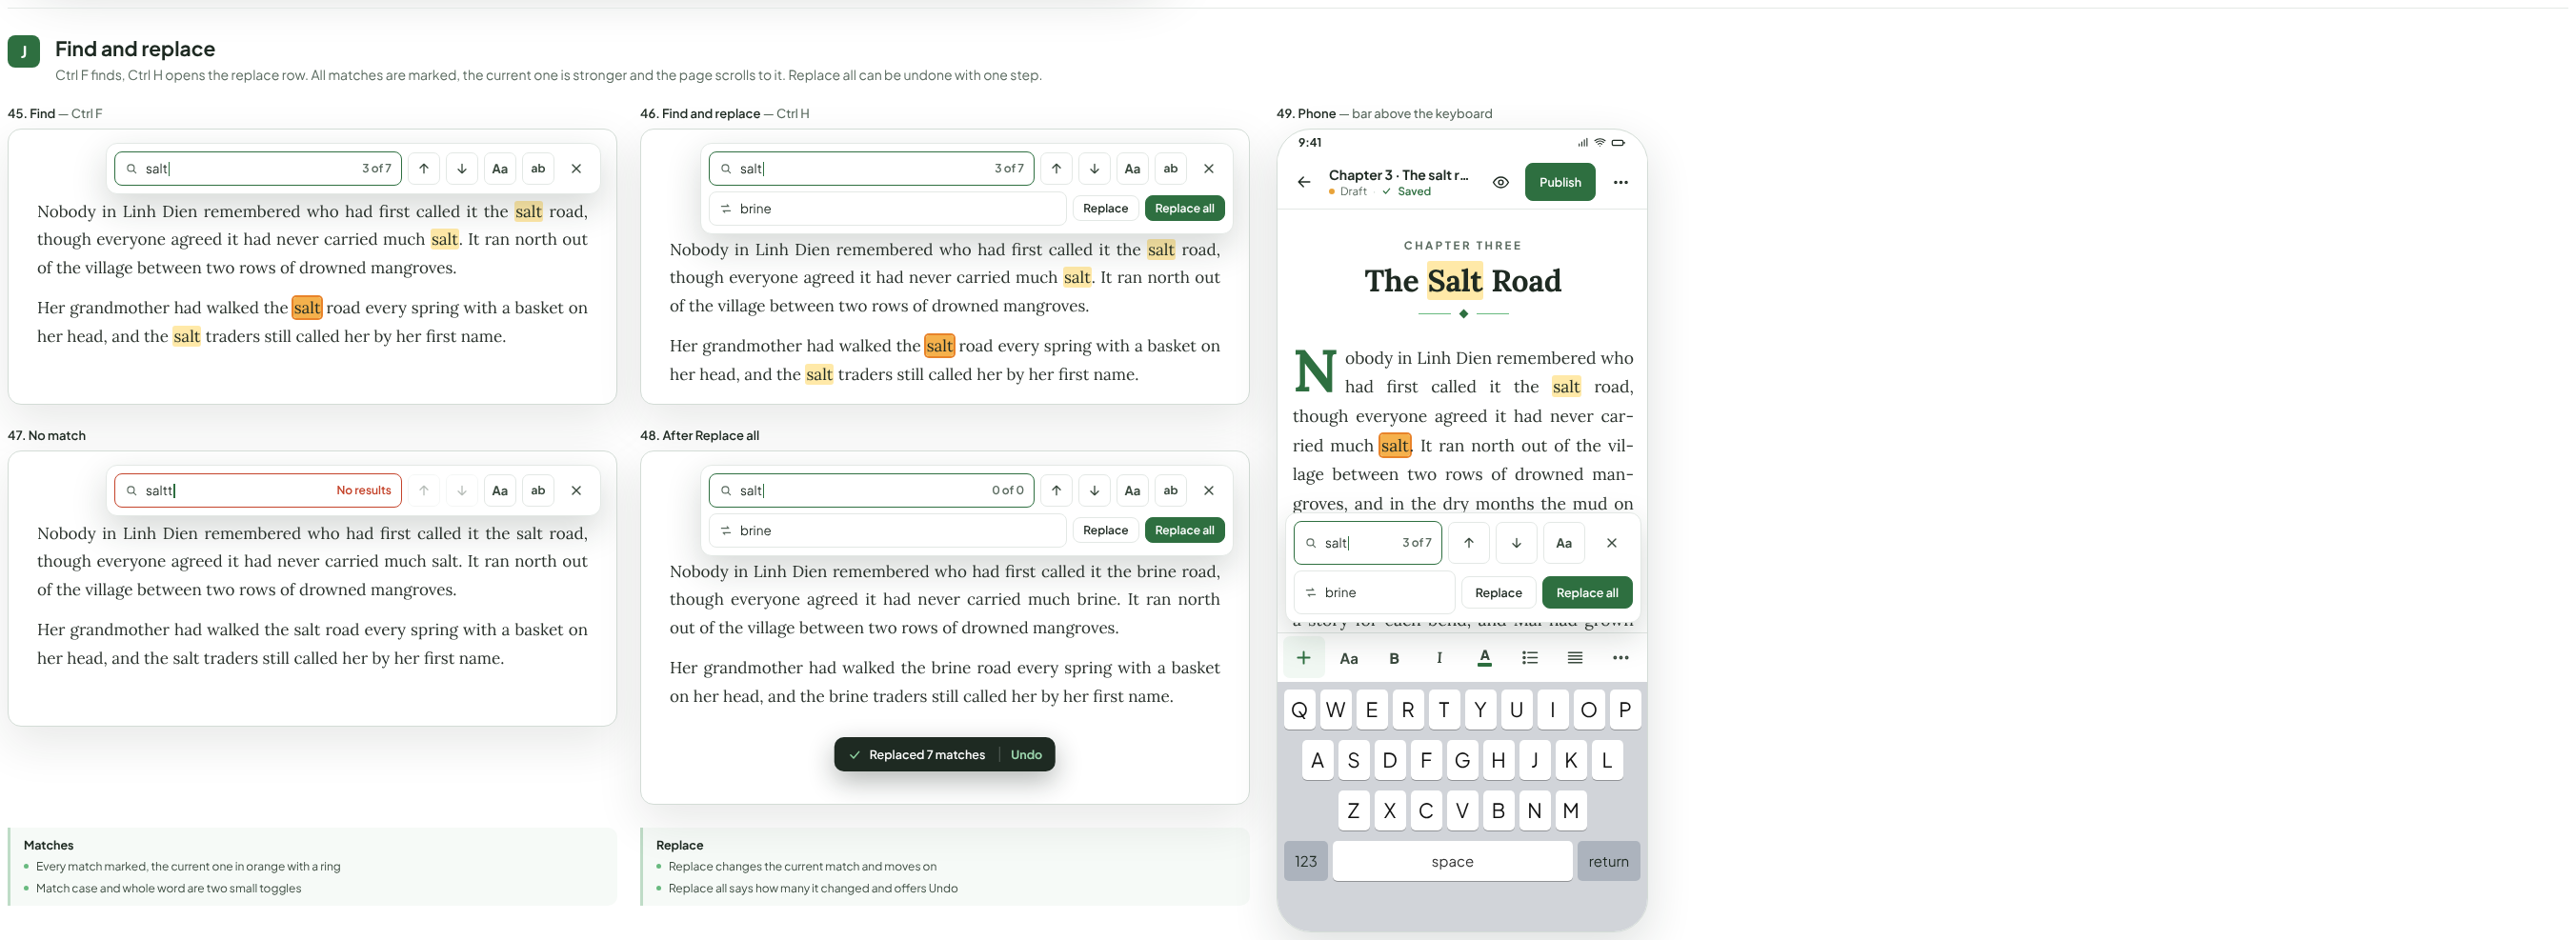 J
Find and replace
Ctrl F finds, Ctrl H opens the replace row. All matches are marked, the current one is stronger and the page scrolls to it. Replace all can be undone with one step.
45. Find — Ctrl F
salt
3 of 7
Aa
ab
Nobody in Linh Dien remembered who had first called it the salt road,
though everyone agreed it had never carried much salt. It ran north out
of the village between two rows of drowned mangroves.
Her grandmother had walked the salt road every spring with a basket on
her head, and the salt traders still called her by her first name.
46. Find and replace — Ctrl H
salt
3 of 7
Aa
ab
brine
Replace
Replace all
Nobody in Linh Dien remembered who had first called it the salt road,
though everyone agreed it had never carried much salt. It ran north out
of the village between two rows of drowned mangroves.
Her grandmother had walked the salt road every spring with a basket on
her head, and the salt traders still called her by her first name.
47. No match
saltt
No results
Aa
ab
Nobody in Linh Dien remembered who had first called it the salt road,
though everyone agreed it had never carried much salt. It ran north out
of the village between two rows of drowned mangroves.
Her grandmother had walked the salt road every spring with a basket on
her head, and the salt traders still called her by her first name.
48. After Replace all
salt
0 of 0
Aa
ab
brine
Replace
Replace all
Nobody in Linh Dien remembered who had first called it the brine road,
though everyone agreed it had never carried much brine. It ran north
out of the village between two rows of drowned mangroves.
Her grandmother had walked the brine road every spring with a basket
on her head, and the brine traders still called her by her first name.
Replaced 7 matches
Undo
Matches
Every match marked, the current one in orange with a ring
Match case and whole word are two small toggles
Replace
Replace changes the current match and moves on
Replace all says how many it changed and offers Undo
49. Phone — bar above the keyboard
9:41
Chapter 3 · The salt r...
Draft · Saved
Publish
CHAPTER THREE
The Salt Road
Nobody in Linh Dien remembered who
had first called it the salt road,
though everyone agreed it had never car-
ried much salt. It ran north out of the vil-
lage between two rows of drowned man-
groves, and in the dry months the mud on
salt
3 of 7
Aa
brine
Replace
Replace all
a story for each bend, and Mai had grown
Aa B I A
Q W E R T Y U I O P
A S D F G H J K L
Z X C V B N M
123 space return